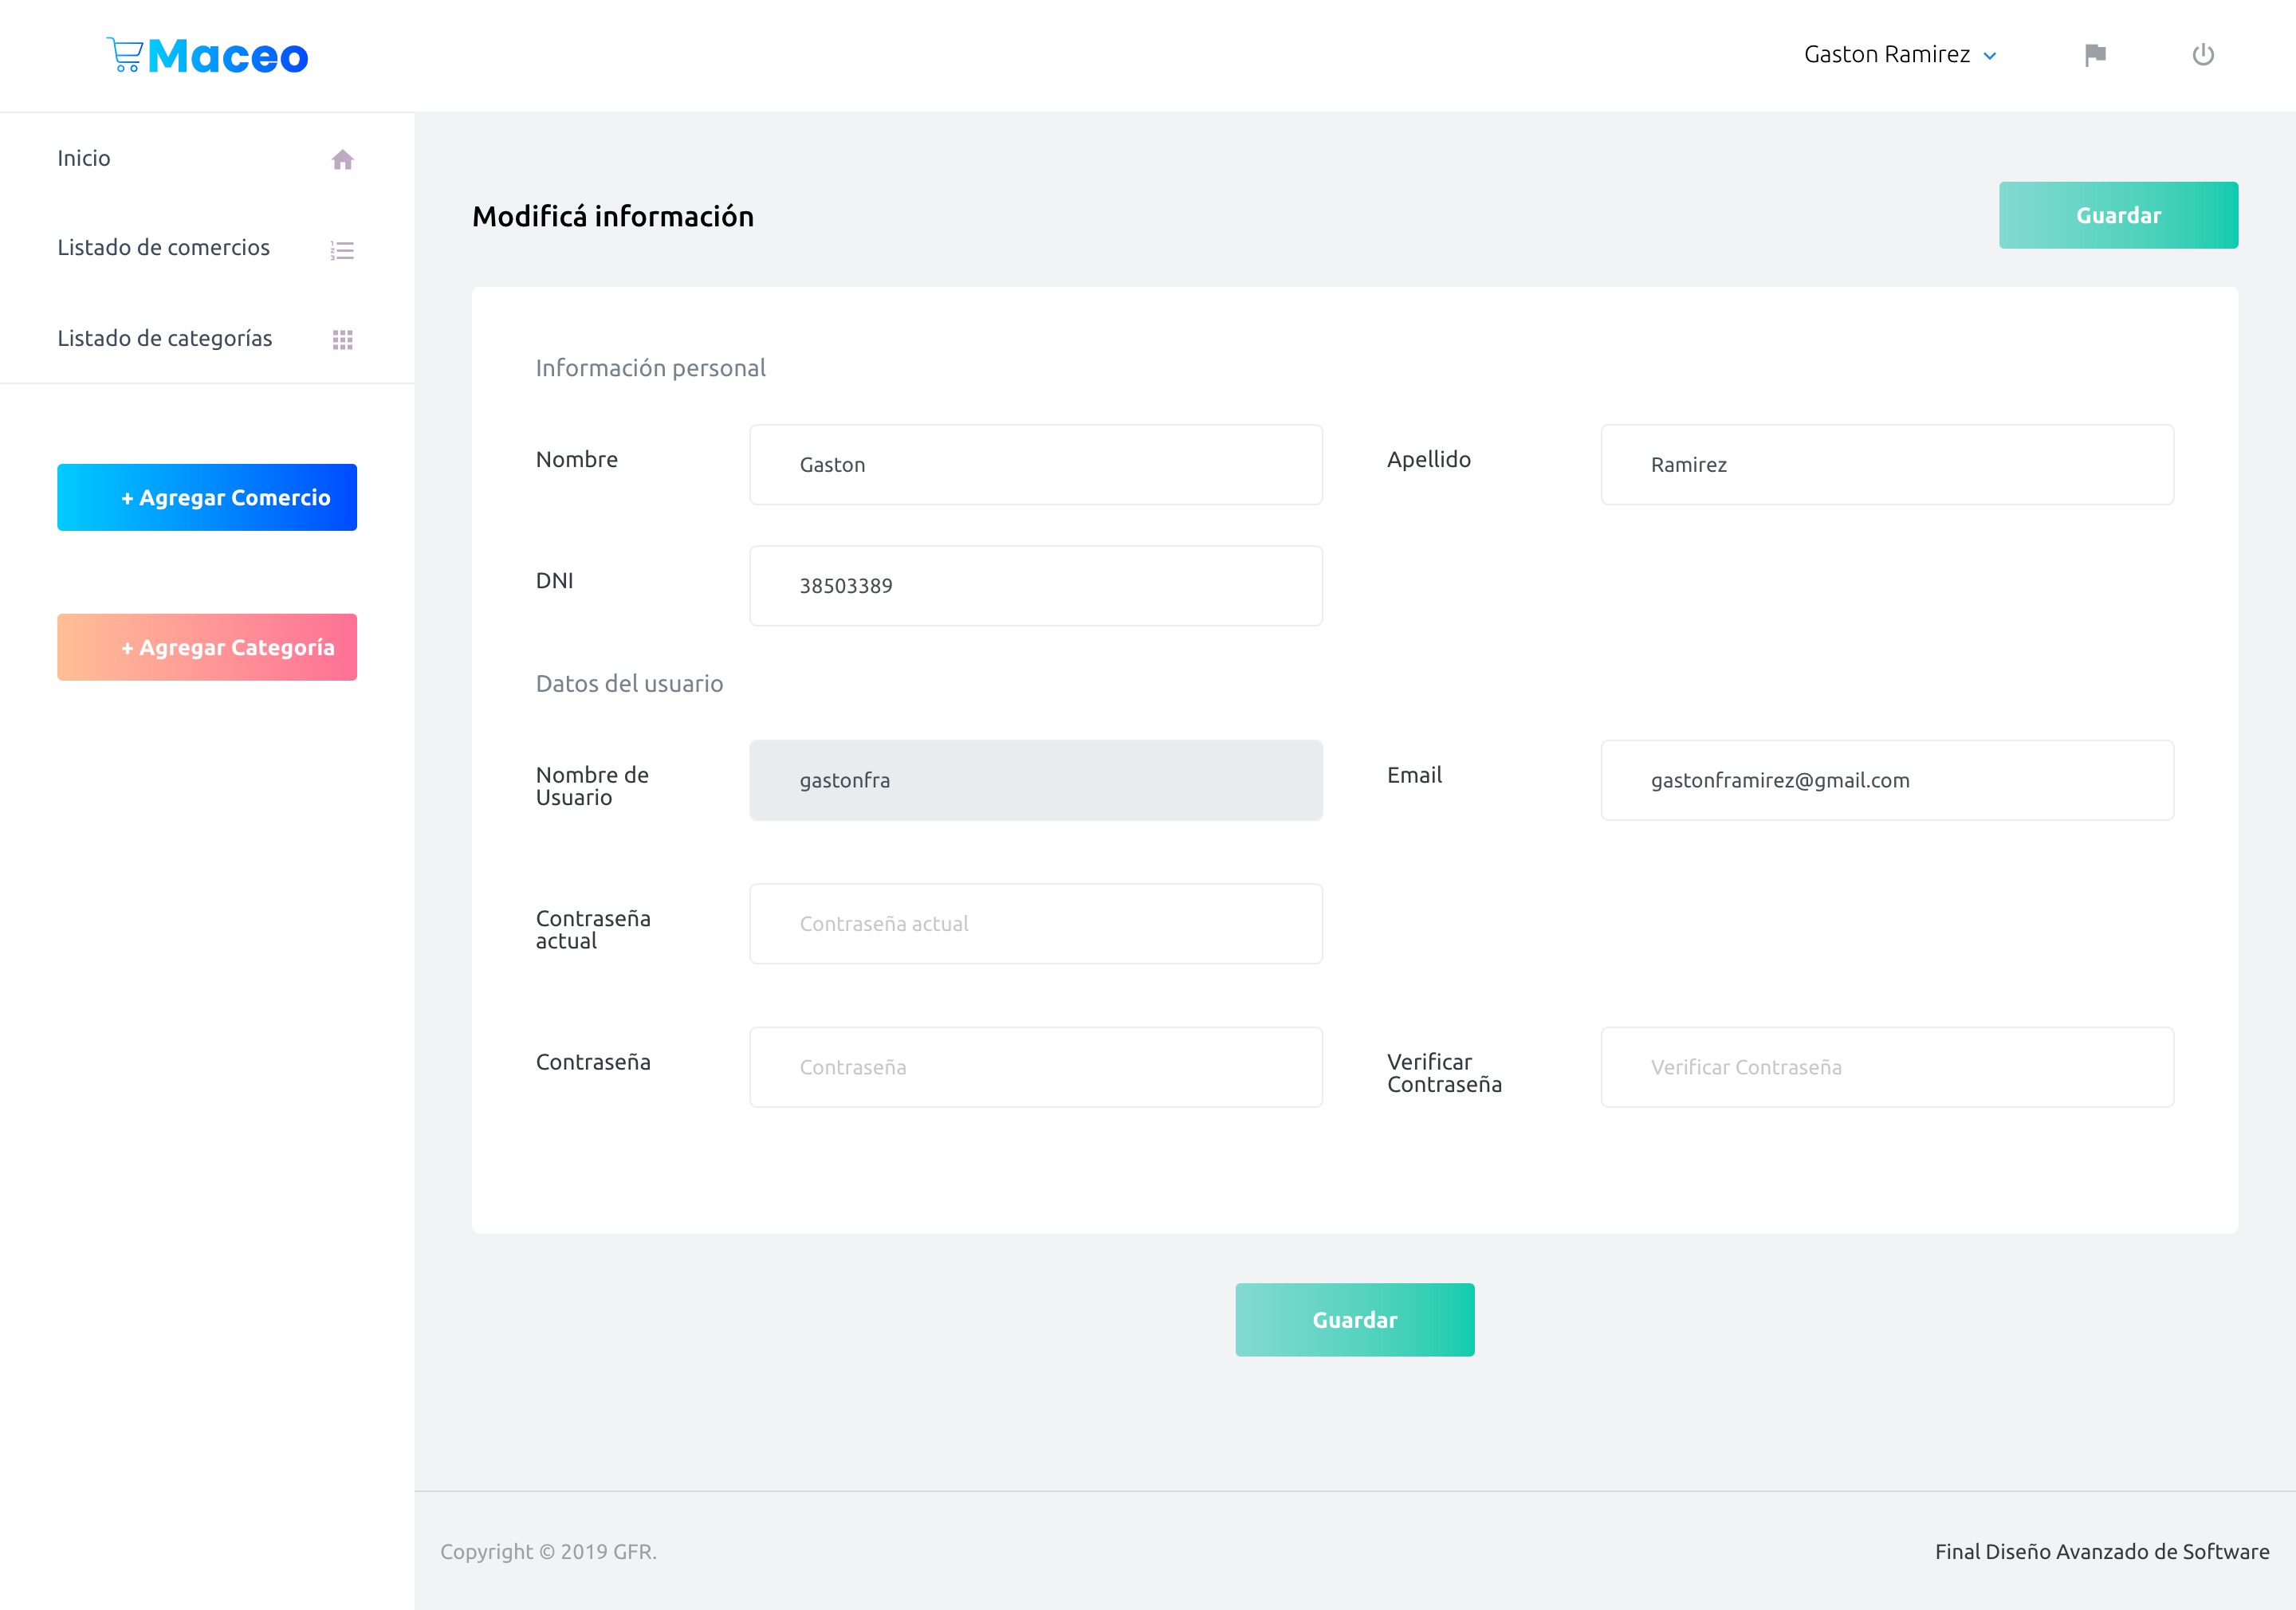 Maceo
Gaston Ramirez
Inicio
Listado de comercios
Listado de categorías
+ Agregar Comercio
+ Agregar Categoría
Modificá información
Guardar
Información personal
Nombre
Gaston
Apellido
Ramirez
DNI
38503389
Datos del usuario
Nombre de
Usuario
gastonfra
Email
gastonframirez@gmail.com
Contraseña
actual
Contraseña actual
Contraseña
Contraseña
Verificar
Contraseña
Verificar Contraseña
Guardar
Copyright © 2019 GFR.
Final Diseño Avanzado de Software